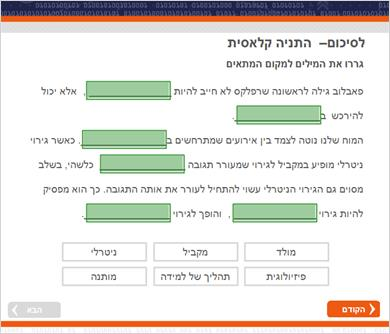 לסיכום– התניה קלאסית
גררו את המילים למקום המתאים
פאבלוב גילה לראשונה שרפלקס לא חייב להיות , אלא יכול
להירכש ב .
המוח שלנו נוטה לצמד בין אירועים שמתרחשים ב . כאשר גירוי
ניטרלי מופיע במקביל לגירוי שמעורר תגובה כלשהי, בשלב
מסוים גם הגירוי הניטרלי עשוי להתחיל לעורר את אותה התגובה. כך הוא מפסיק
להיות גירוי , והופך לגירוי .
מולד מקביל ניטרלי
פיזיולוגית תהליך של למידה מותנה
הקודם הבא